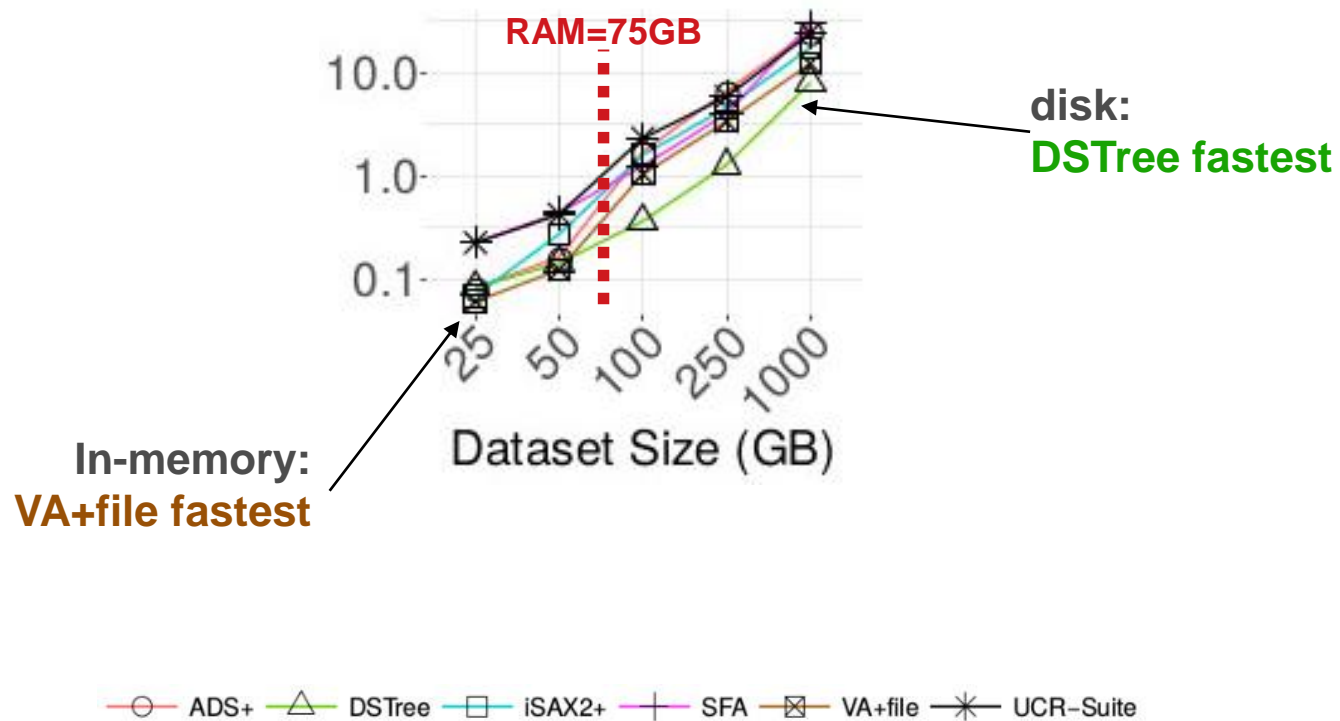 RAM=75GB
10.0
1.0
0.1
disk:
DSTree fastest
25 50 100 250 1000
Dataset Size (GB)
In-memory:
VA+file fastest
ADS+ DSTree iSAX2+ SFA VA+file UCR−Suite